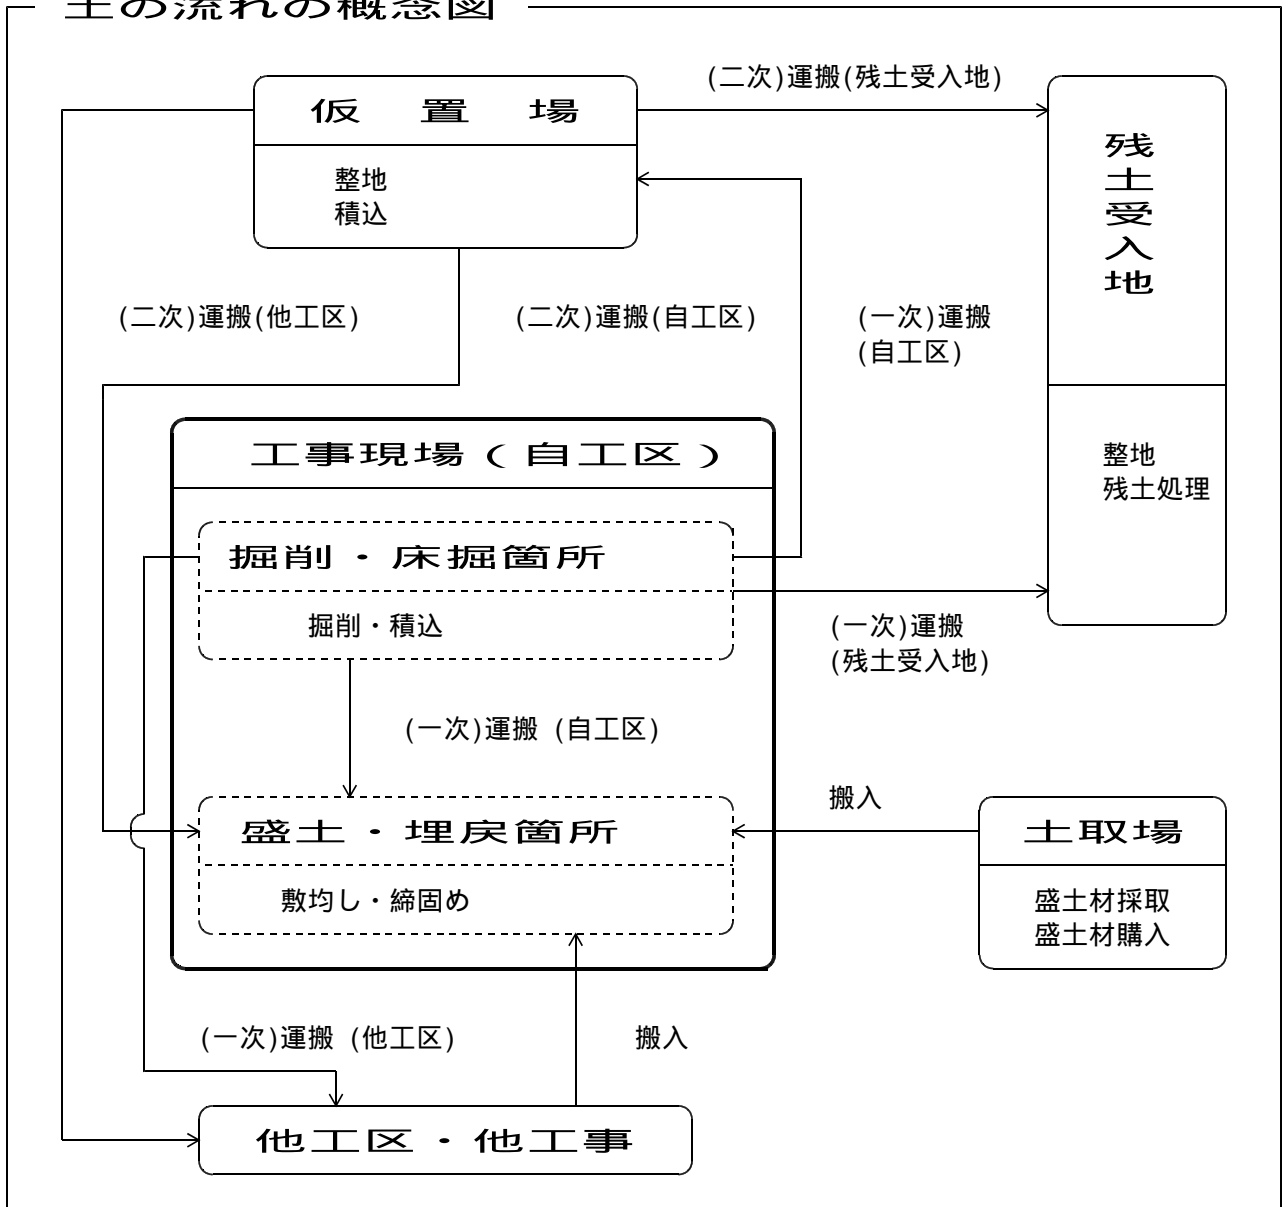 土の流れの概念図
(二次)運搬(残土受入地)
仮 置 場
整地
積込
残土受入地
(二次)運搬(他工区)
(二次)運搬(自工区)
(一次)運搬
(自工区)
工事現場(自工区)
整地
残土処理
掘削・床掘箇所
掘削・積込
(一次)運搬
(残土受入地)
(一次)運搬 (自工区)
搬入
盛土・埋戻箇所
土取場
敷均し・締固め
盛土材採取
盛土材購入
(一次)運搬 (他工区)
搬入
他工区・他工事